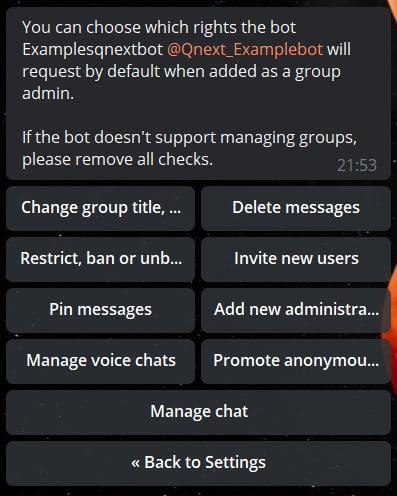 You can choose which rights the bot
Examplesqnextbot @Qnext_Examplebot will
request by default when added as a group
admin.
If the bot doesn't support managing groups,
please remove all checks.
21:53
Change group title, ...
Delete messages
Restrict, ban or unb...
Invite new users
Pin messages
Add new administra...
Manage voice chats
Promote anonymou...
Manage chat
« Back to Settings